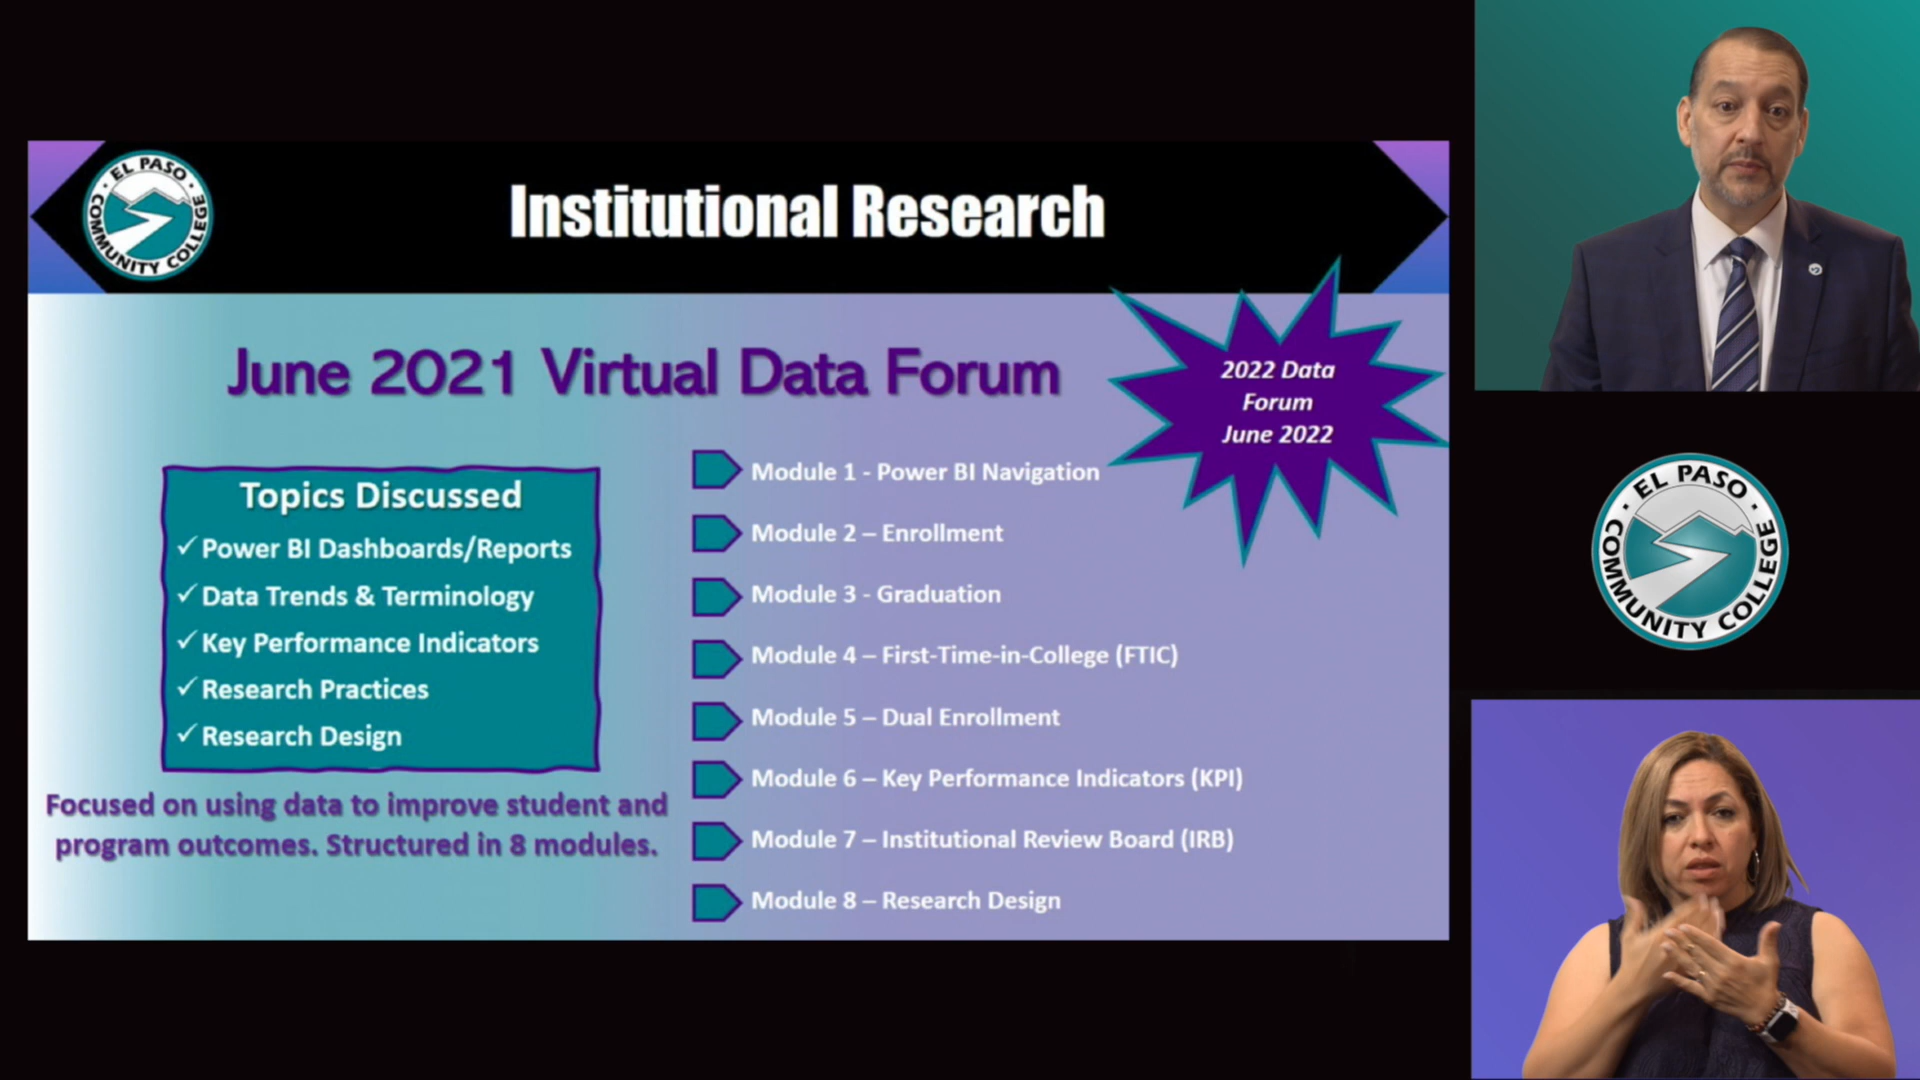 EL PASO
COMMUNITY COLLEGE
Institutional Research
June 2021 Virtual Data Forum
2022 Data
Forum
June 2022
Topics Discussed
✓ Power BI Dashboards/Reports
✓ Data Trends & Terminology
✓ Key Performance Indicators
✓ Research Practices
✓ Research Design
Focused on using data to improve student and
program outcomes. Structured in 8 modules.
Module 1 - Power BI Navigation
Module 2 – Enrollment
Module 3 - Graduation
Module 4 – First-Time-in-College (FTIC)
Module 5 – Dual Enrollment
Module 6 – Key Performance Indicators (KPI)
Module 7 – Institutional Review Board (IRB)
Module 8 – Research Design
EL PASO
COMMUNITY COLLEGE